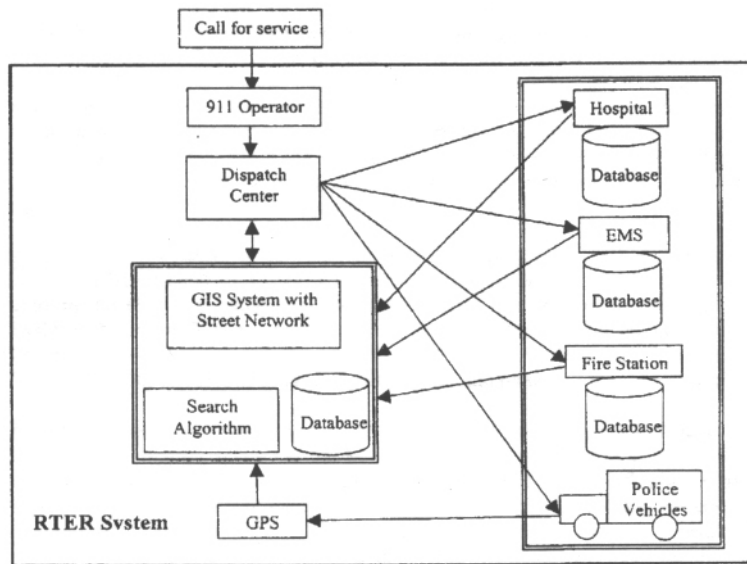 Call for service
911 Operator
Dispatch
Center
GIS System with
Street Network
Search
Algorithm
Database
GPS
RTER System
Hospital
Database
EMS
Database
Fire Station
Database
Police
Vehicles